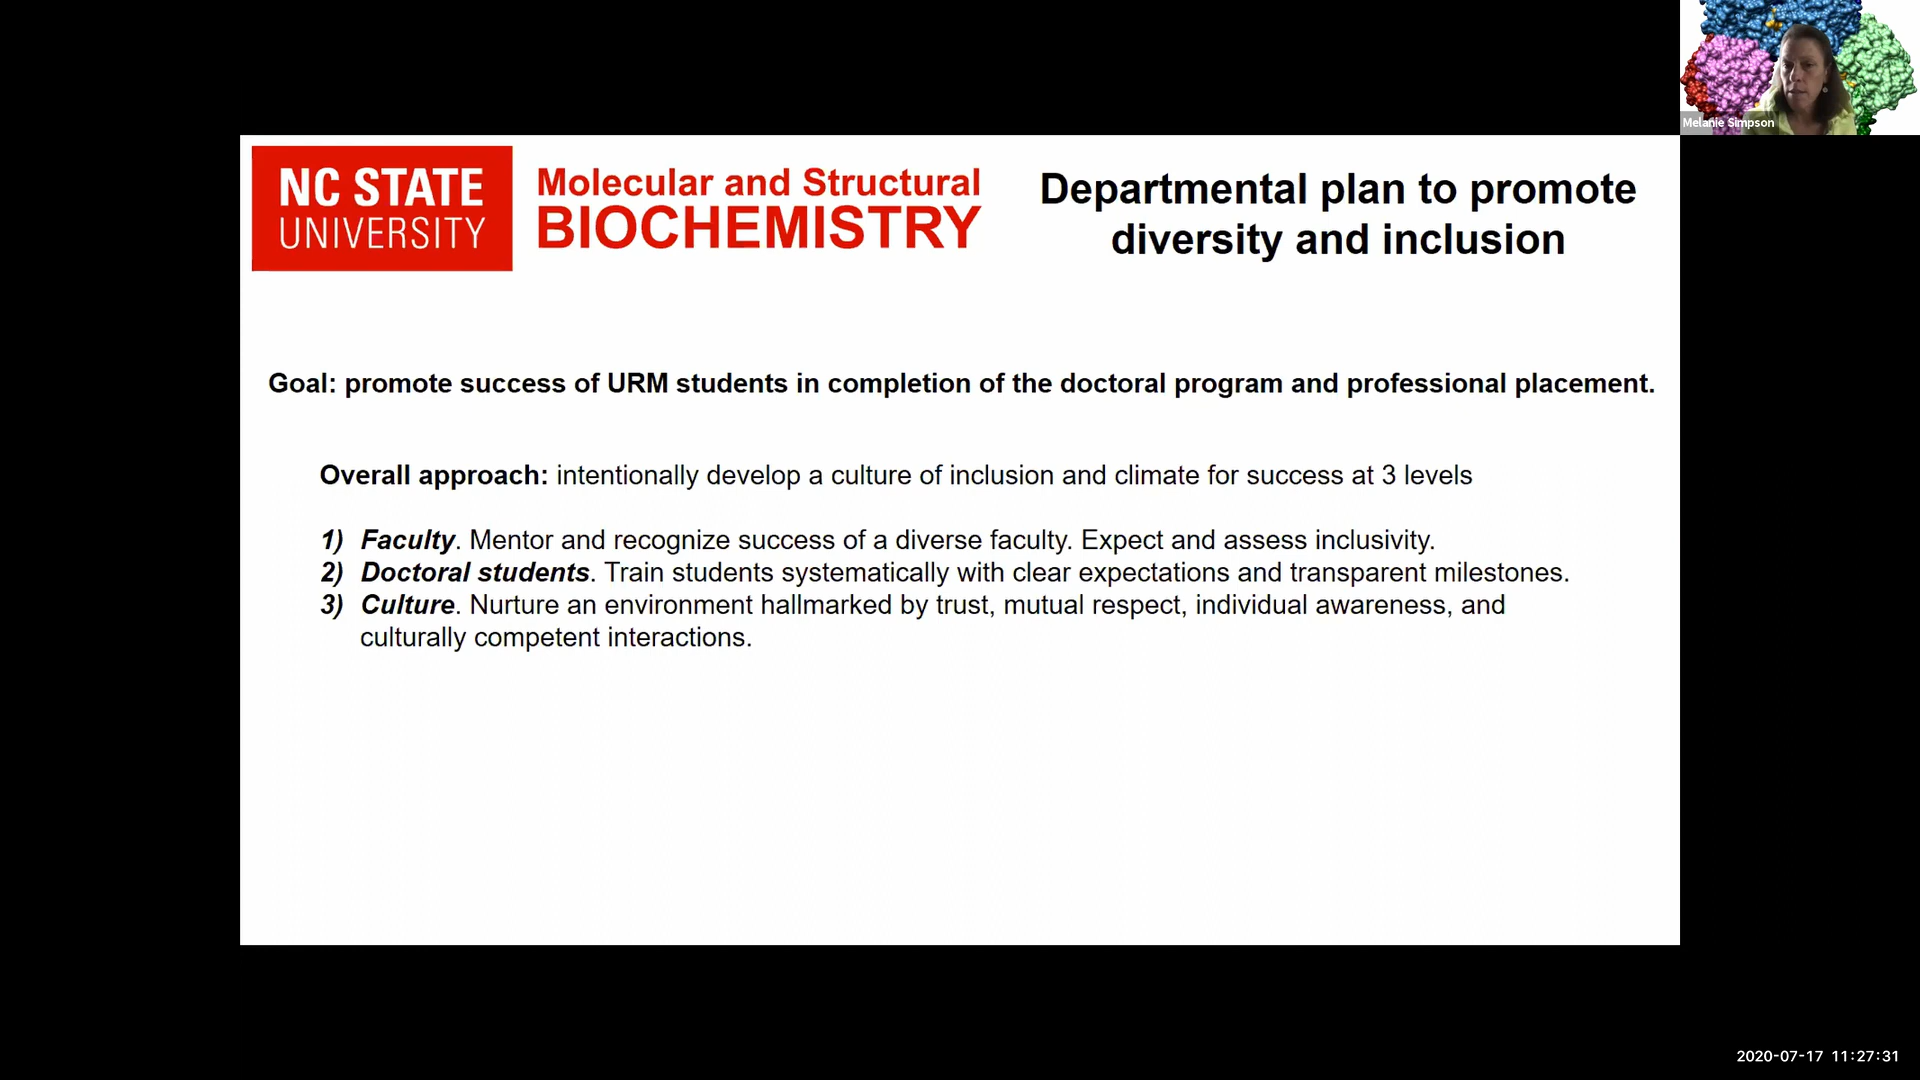 Melanie Simpson
NC STATE
UNIVERSITY
Molecular and Structural
BIOCHEMISTRY
Departmental plan to promote
diversity and inclusion
Goal: promote success of URM students in completion of the doctoral program and professional placement.
Overall approach: intentionally develop a culture of inclusion and climate for success at 3 levels
1) Faculty. Mentor and recognize success of a diverse faculty. Expect and assess inclusivity.
2) Doctoral students. Train students systematically with clear expectations and transparent milestones.
3) Culture. Nurture an environment hallmarked by trust, mutual respect, individual awareness, and
culturally competent interactions.
2020-07-17 11:27:31